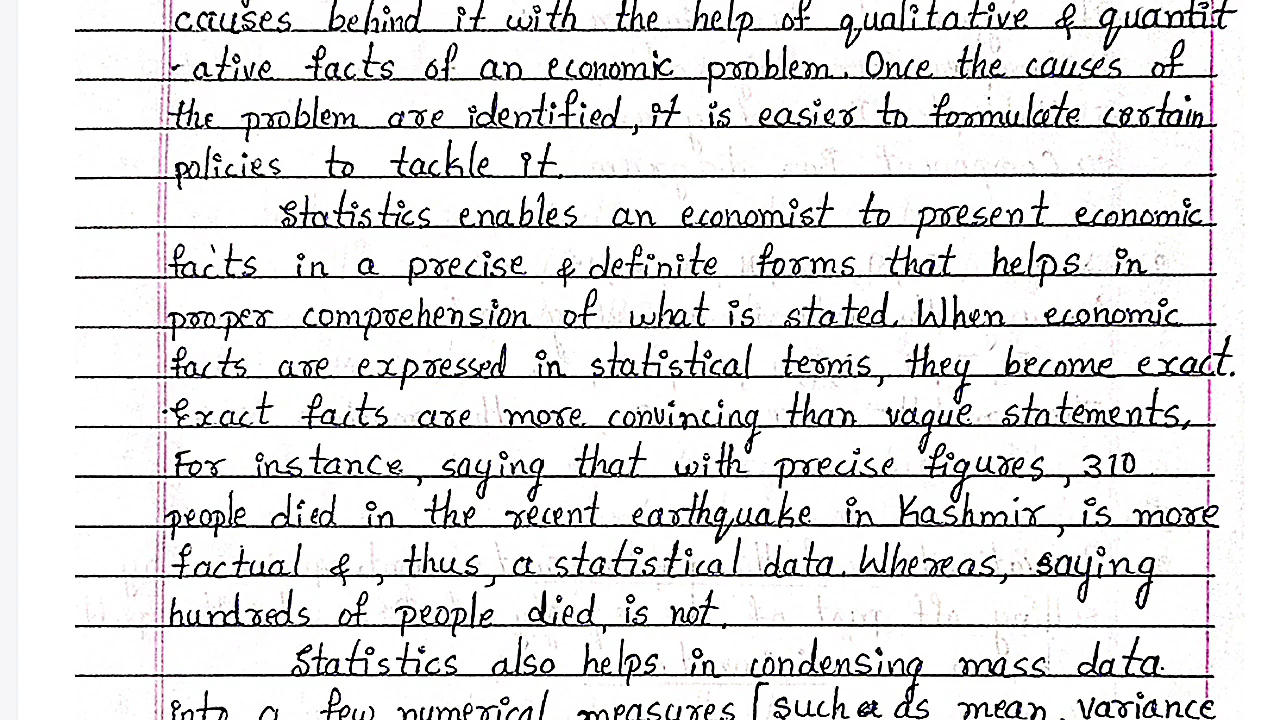 causes behind it with the help of qualitative & quantit
-ative facts of an economic problem. Once the causes of
the problem are identified, it is easier to formulate certain
policies to tackle it.
Statistics enables an economist to present economic
facts in a precise & definite forms that helps in
proper comprehension of what is stated. When economic
facts are expressed in statistical terms, they become exact.
Exact facts are more convincing than vague statements.
For instance, saying that with precise figures, 310
people died in the recent earthquake in Kashmir, is more
factual &, thus, a statistical data. Whereas, saying
hundreds of people died, is not.
Statistics also helps in condensing mass data
into a few numerical measures [such as mean, variance